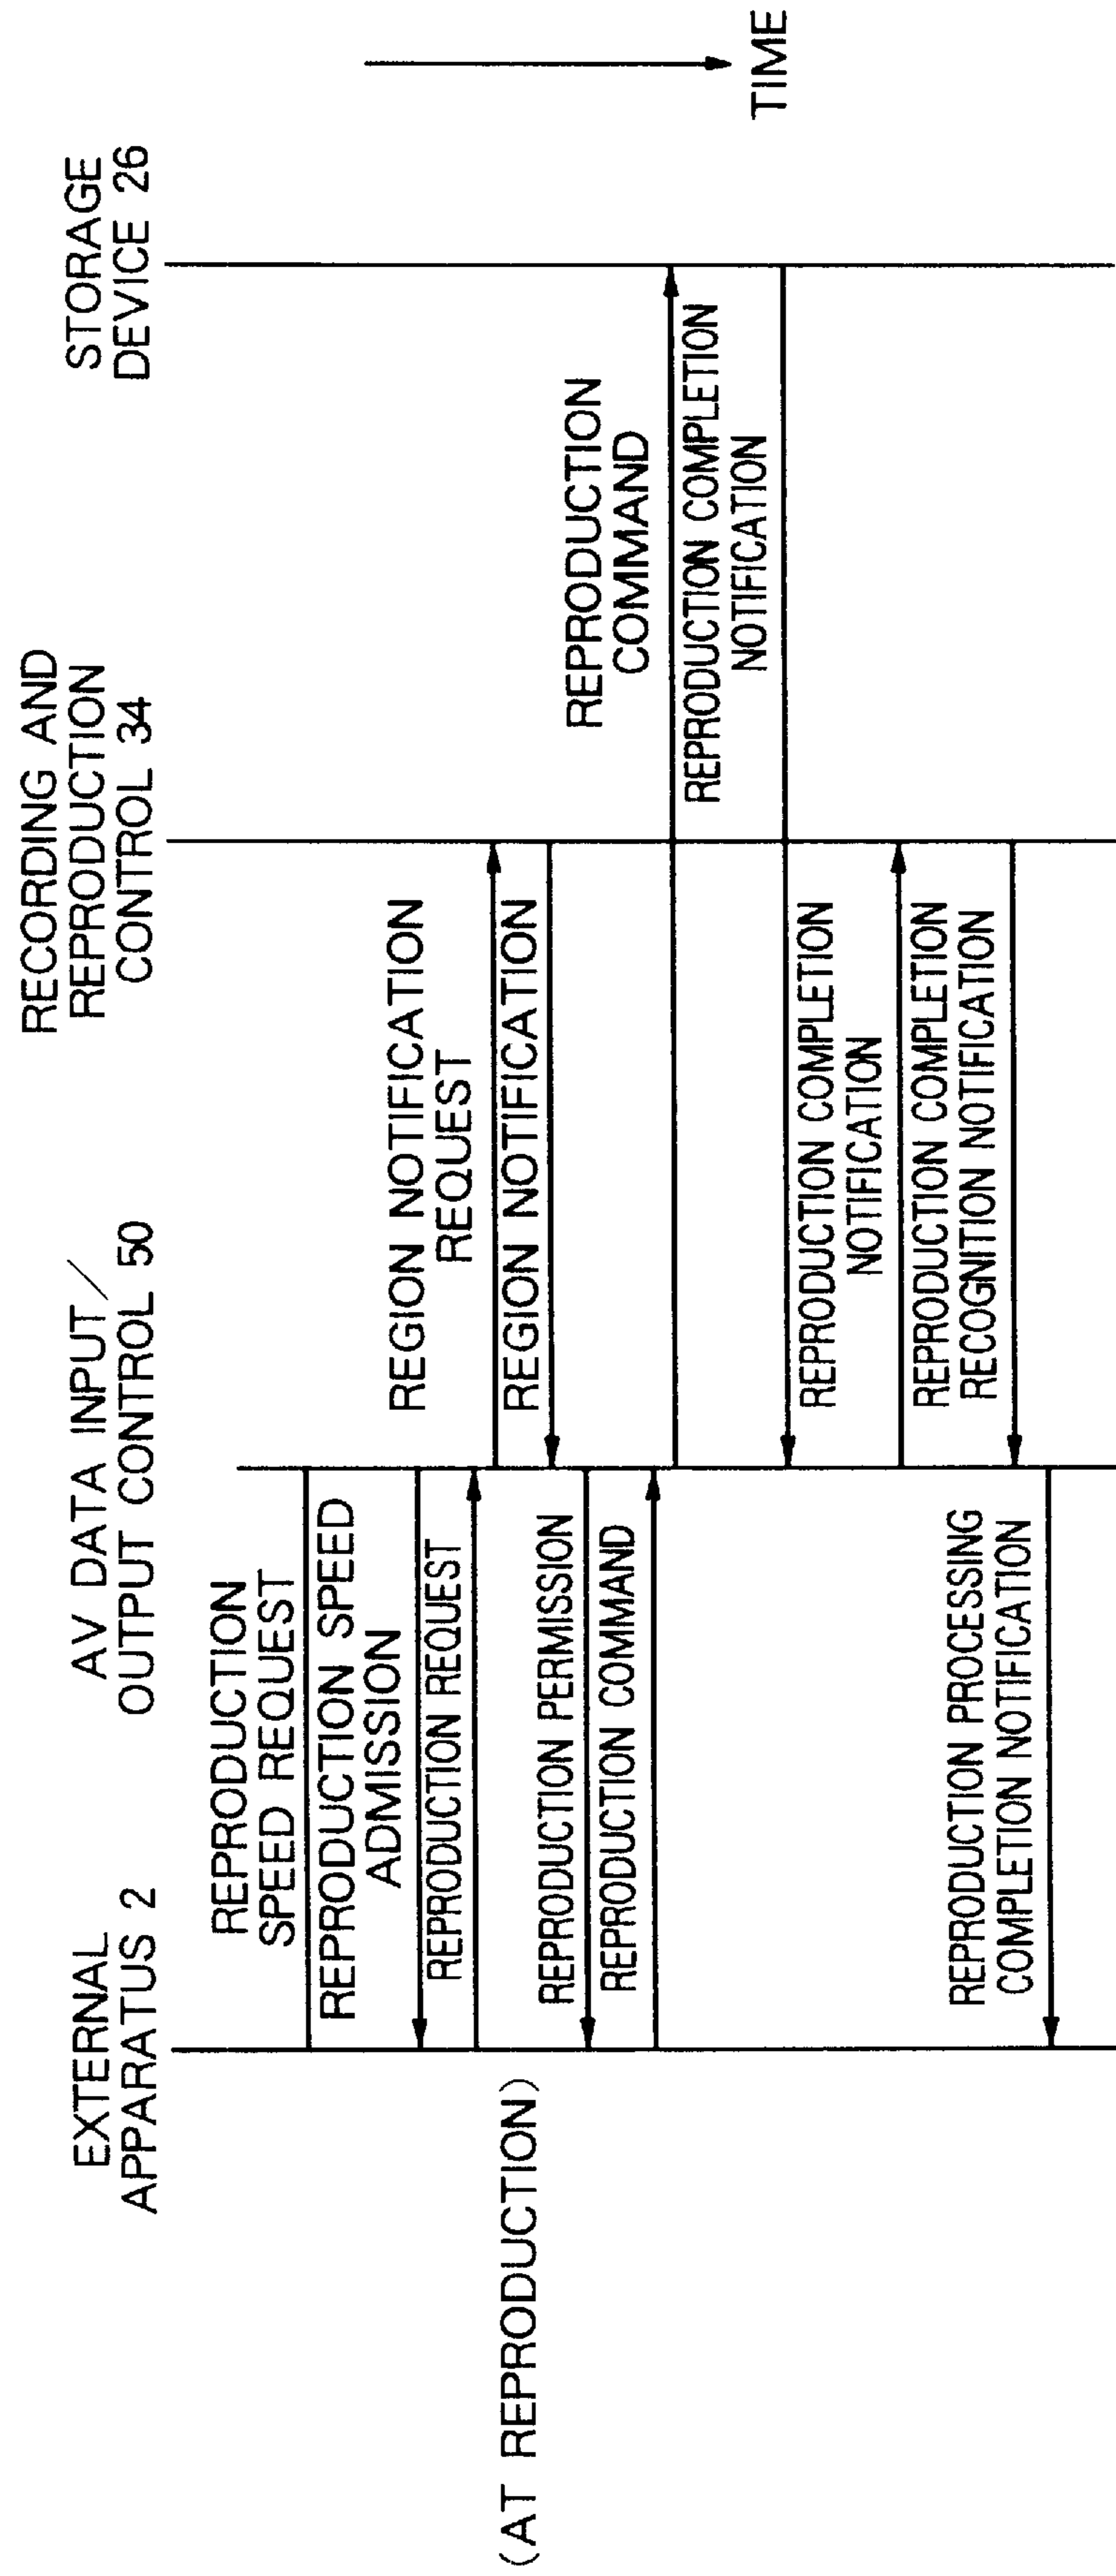 (AT REPRODUCTION)
EXTERNAL
APPARATUS 2
AV DATA INPUT /
OUTPUT CONTROL 50
RECORDING AND
REPRODUCTION
CONTROL 34
STORAGE
DEVICE 26
REPRODUCTION
SPEED REQUEST
REPRODUCTION SPEED
ADMISSION
REPRODUCTION REQUEST
REGION NOTIFICATION
REQUEST
REGION NOTIFICATION
REPRODUCTION PERMISSION
REPRODUCTION COMMAND
REPRODUCTION
COMMAND
REPRODUCTION COMPLETION
NOTIFICATION
REPRODUCTION COMPLETION
NOTIFICATION
REPRODUCTION COMPLETION
RECOGNITION NOTIFICATION
REPRODUCTION PROCESSING
COMPLETION NOTIFICATION
TIME